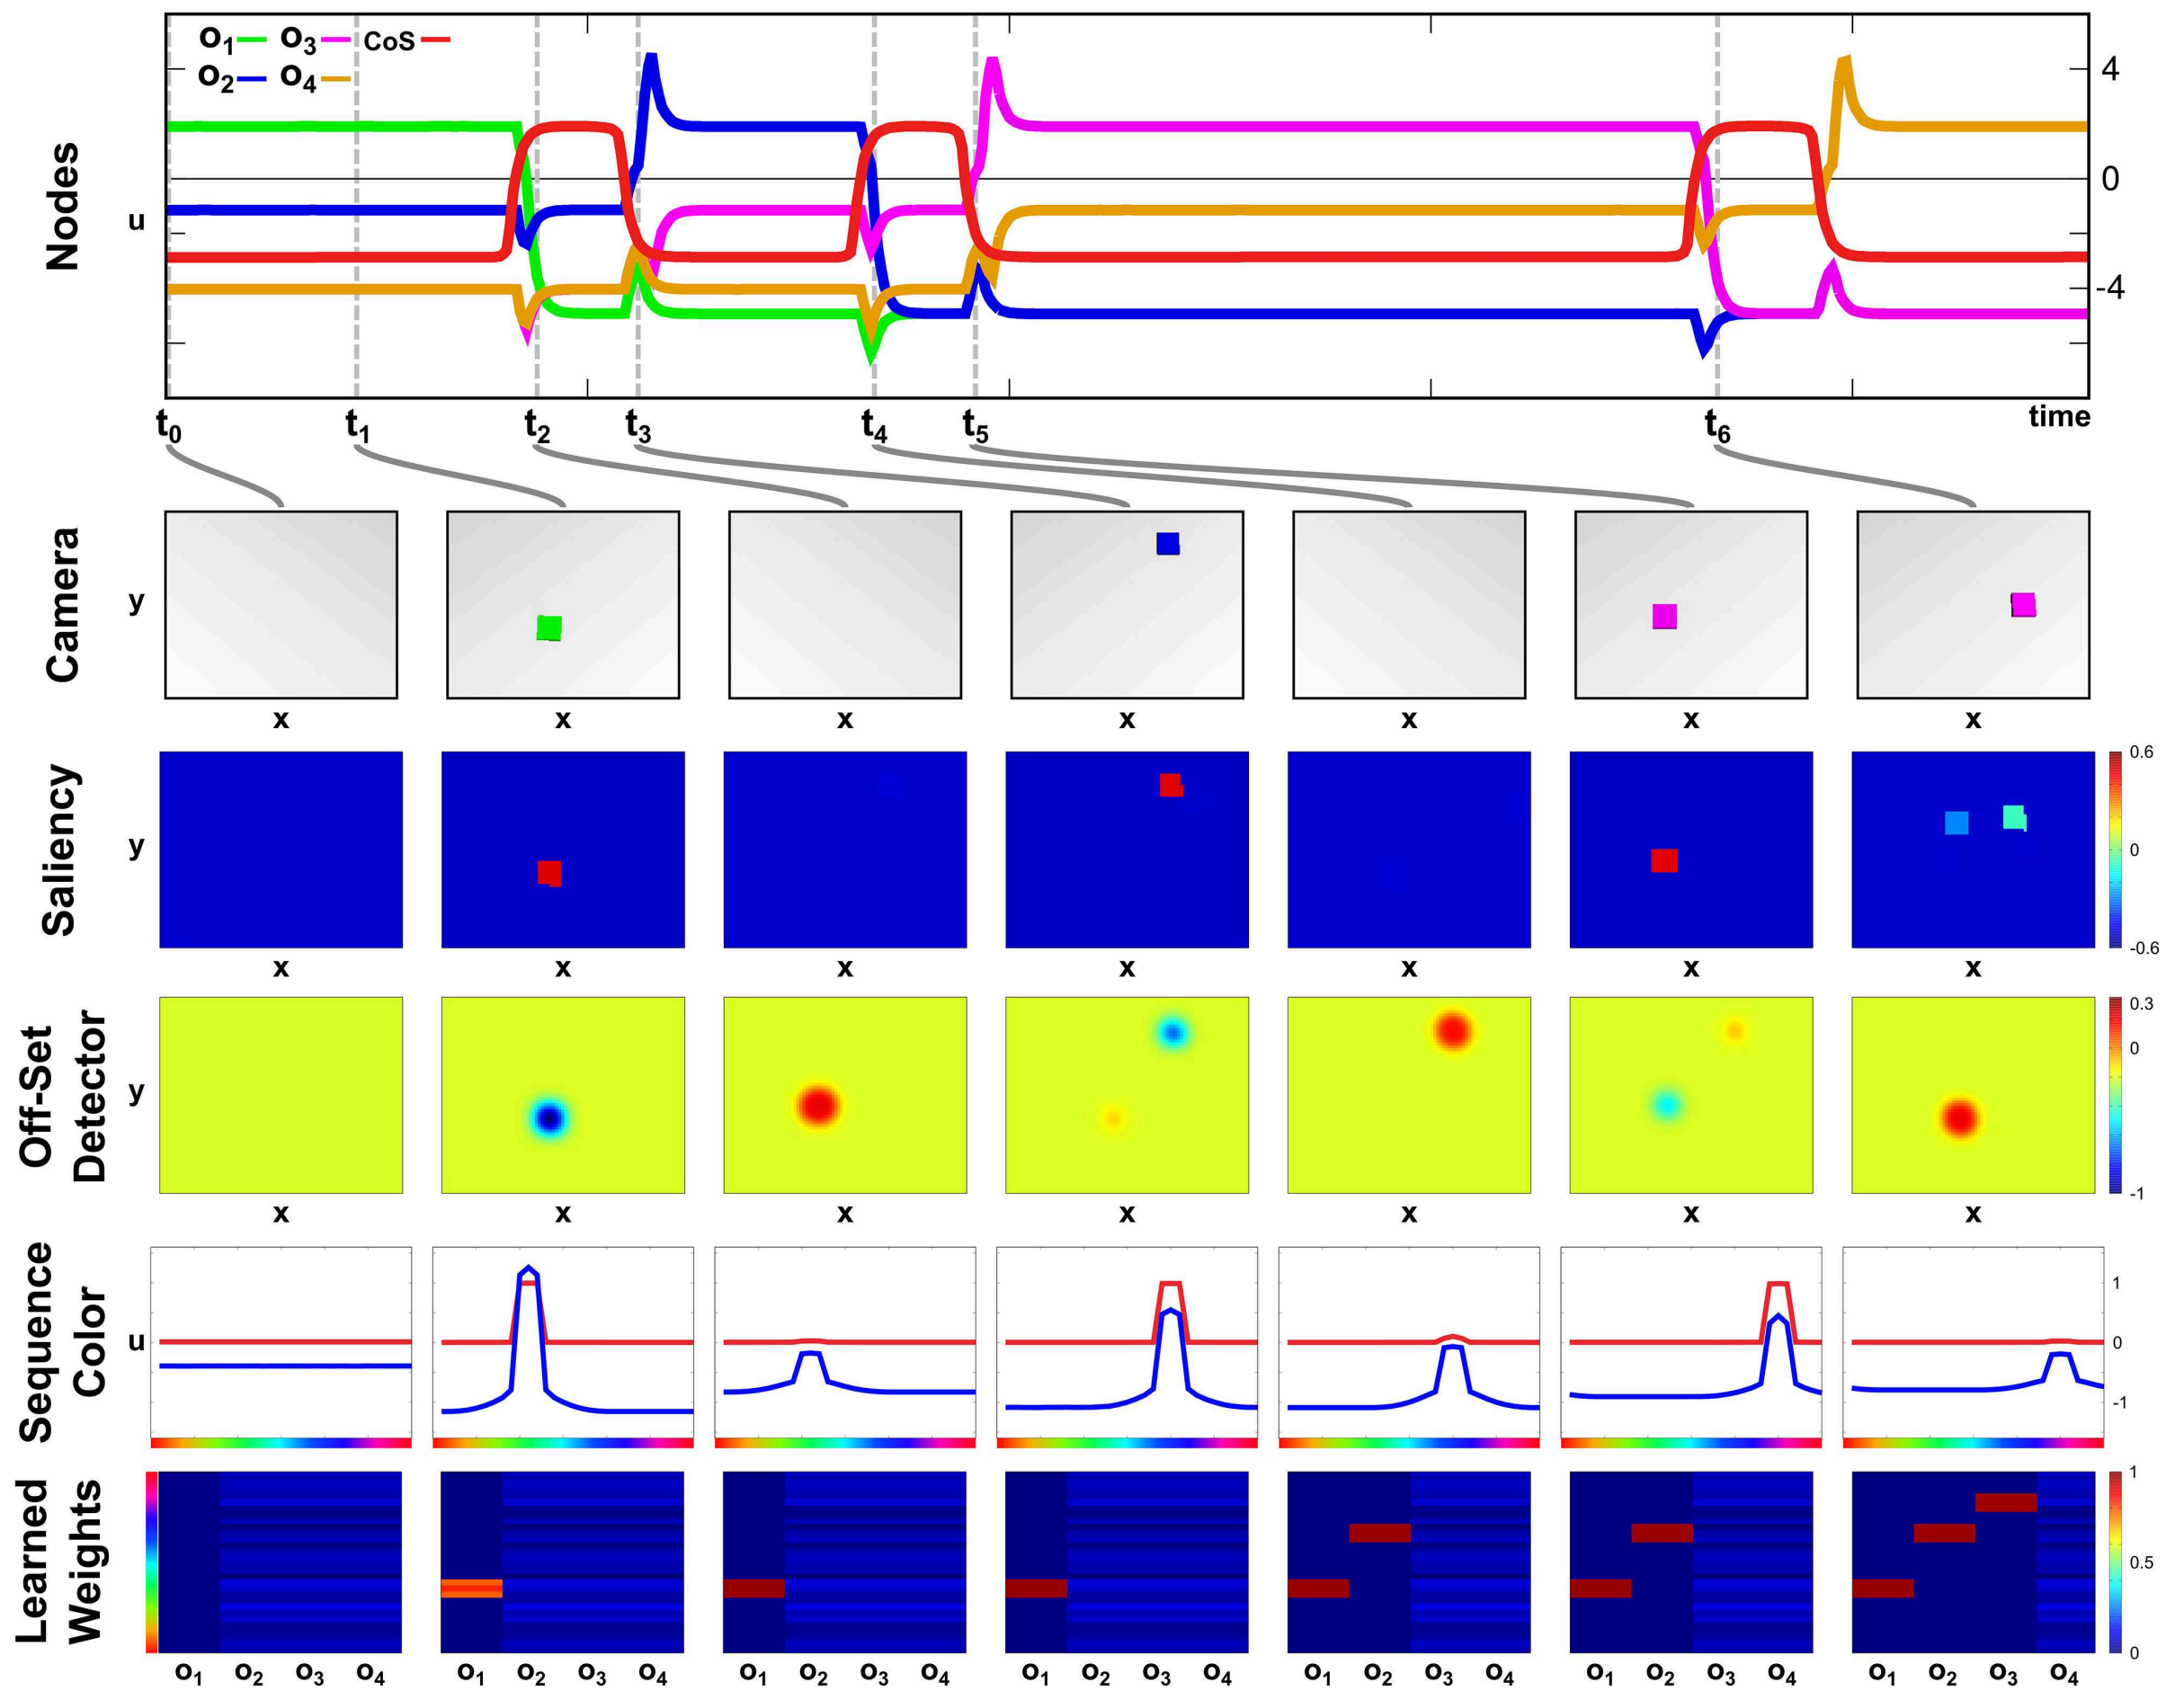 O1 O3 CoS
O2 O4
Nodes
u
4
0
-4
t0 t1 t2 t3 t4 t5 t6 time
Camera
y
x x x x x x x
Saliency
y
0.6
0
-0.6
x x x x x x x
Off-Set
Detector
y
0.3
0
-1
x x x x x x x
Sequence
Color
u
1
0
-1
Learned
Weights
1
0.5
0
O1 O2 O3 O4 O1 O2 O3 O4 O1 O2 O3 O4 O1 O2 O3 O4 O1 O2 O3 O4 O1 O2 O3 O4 O1 O2 O3 O4